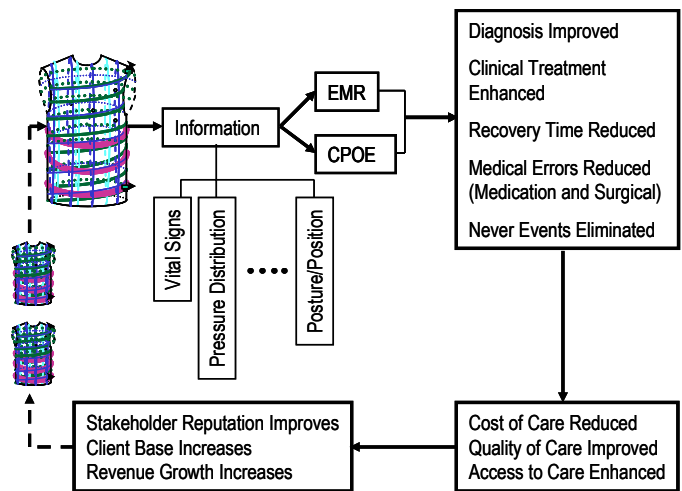 Information
EMR
CPOE
Vital Signs
Pressure Distribution
Posture/Position
Diagnosis Improved
Clinical Treatment
Enhanced
Recovery Time Reduced
Medical Errors Reduced
(Medication and Surgical)
Never Events Eliminated
Cost of Care Reduced
Quality of Care Improved
Access to Care Enhanced
Stakeholder Reputation Improves
Client Base Increases
Revenue Growth Increases